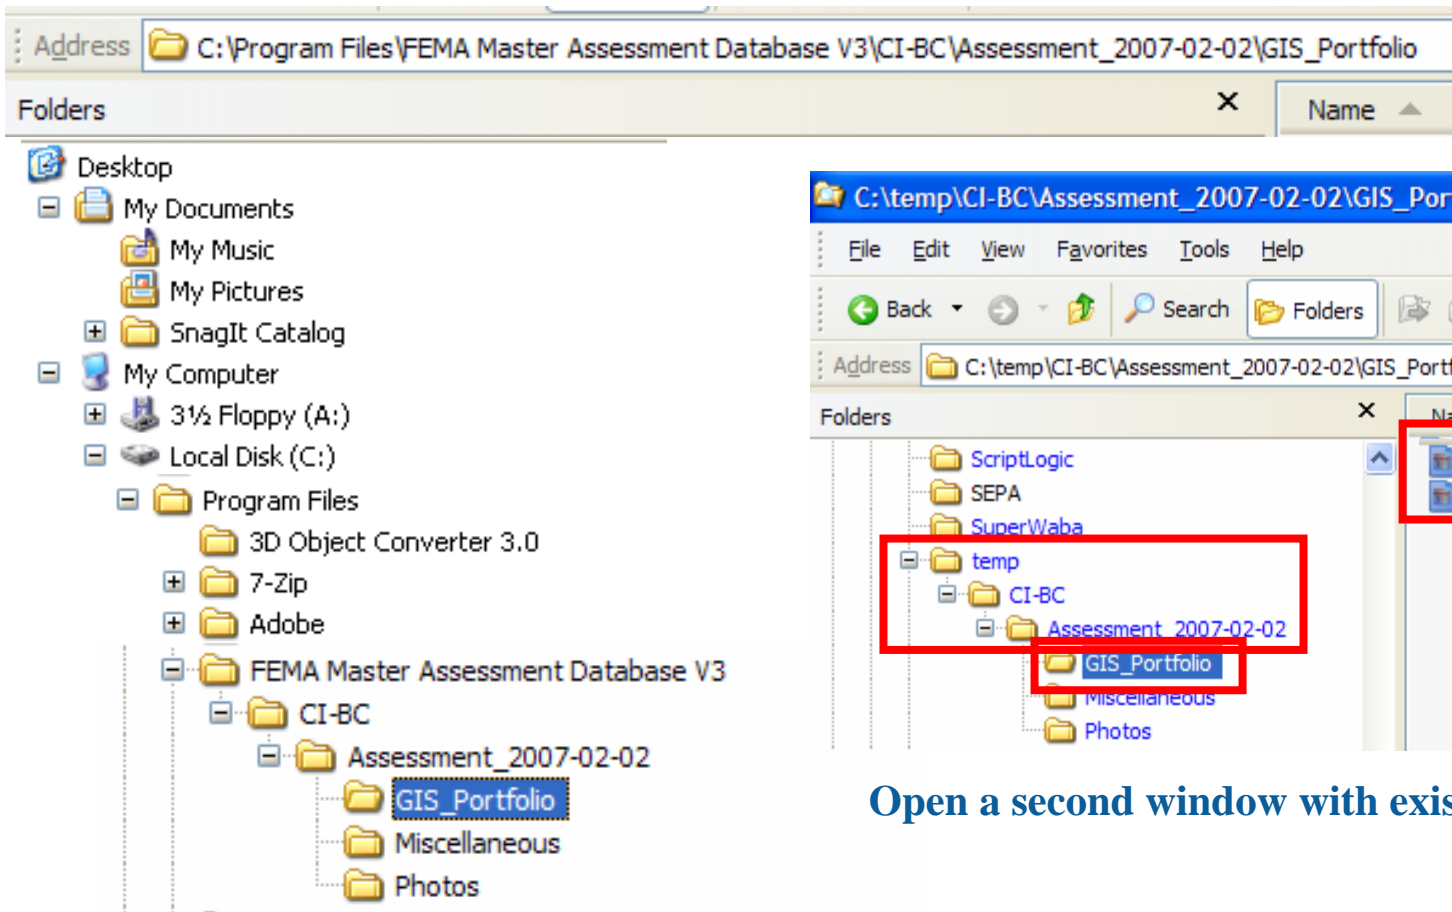 Address C:\Program Files\FEMA Master Assessment Database V3\CI-BC\Assessment_2007-02-02\GIS_Portfolio
Folders
Name
Desktop
My Documents
My Music
My Pictures
SnagIt Catalog
My Computer
3½ Floppy (A:)
Local Disk (C:)
Program Files
3D Object Converter 3.0
7-Zip
Adobe
FEMA Master Assessment Database V3
CI-BC
Assessment_2007-02-02
GIS_Portfolio
Miscellaneous
Photos
C:\temp\CI-BC\Assessment_2007-02-02\GIS_Por
File Edit View Favorites Tools Help
Back Search Folders
Address C:\temp\CI-BC\Assessment_2007-02-02\GIS_Portf
Folders
Na
ScriptLogic
SEPA
SuperWaba
temp
CI-BC
Assessment_2007-02-02
GIS_Portfolio
Miscellaneous
Photos
Open a second window with exis